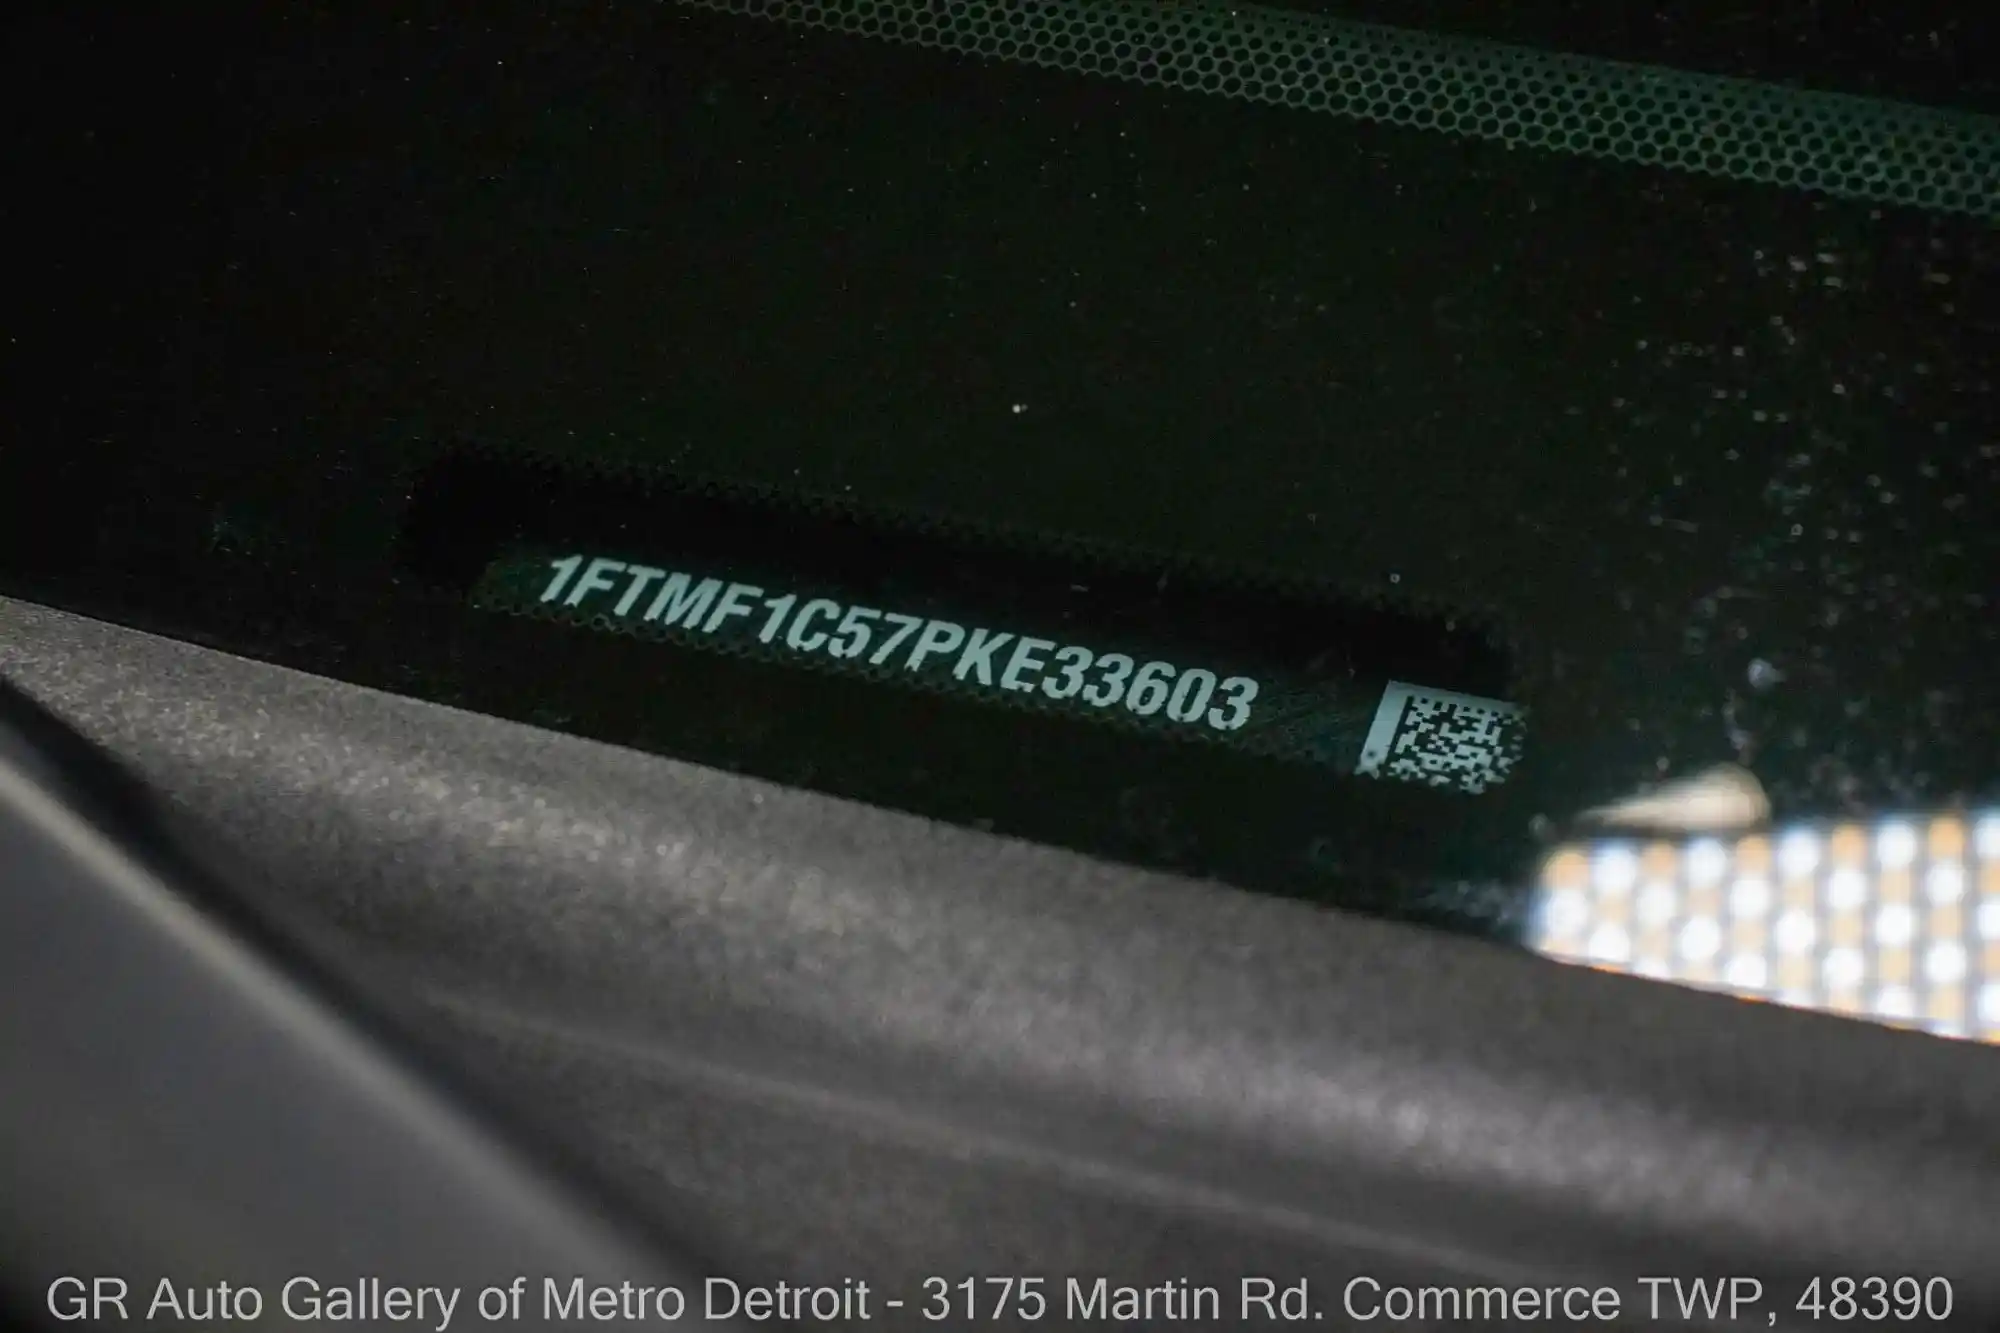 1FTMF1C57PKE33603
GR Auto Gallery of Metro Detroit - 3175 Martin Rd. Commerce TWP, 48390